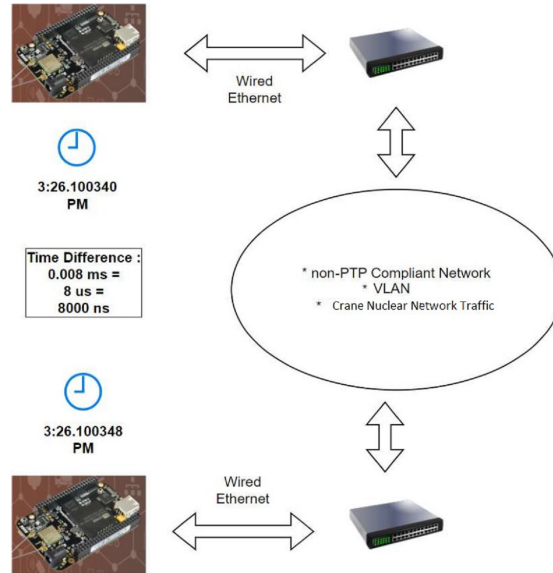 Wired
Ethernet
3:26.100340
PM
Time Difference :
0.008 ms =
8 us =
8000 ns
* non-PTP Compliant Network
* VLAN
* Crane Nuclear Network Traffic
3:26.100348
PM
Wired
Ethernet